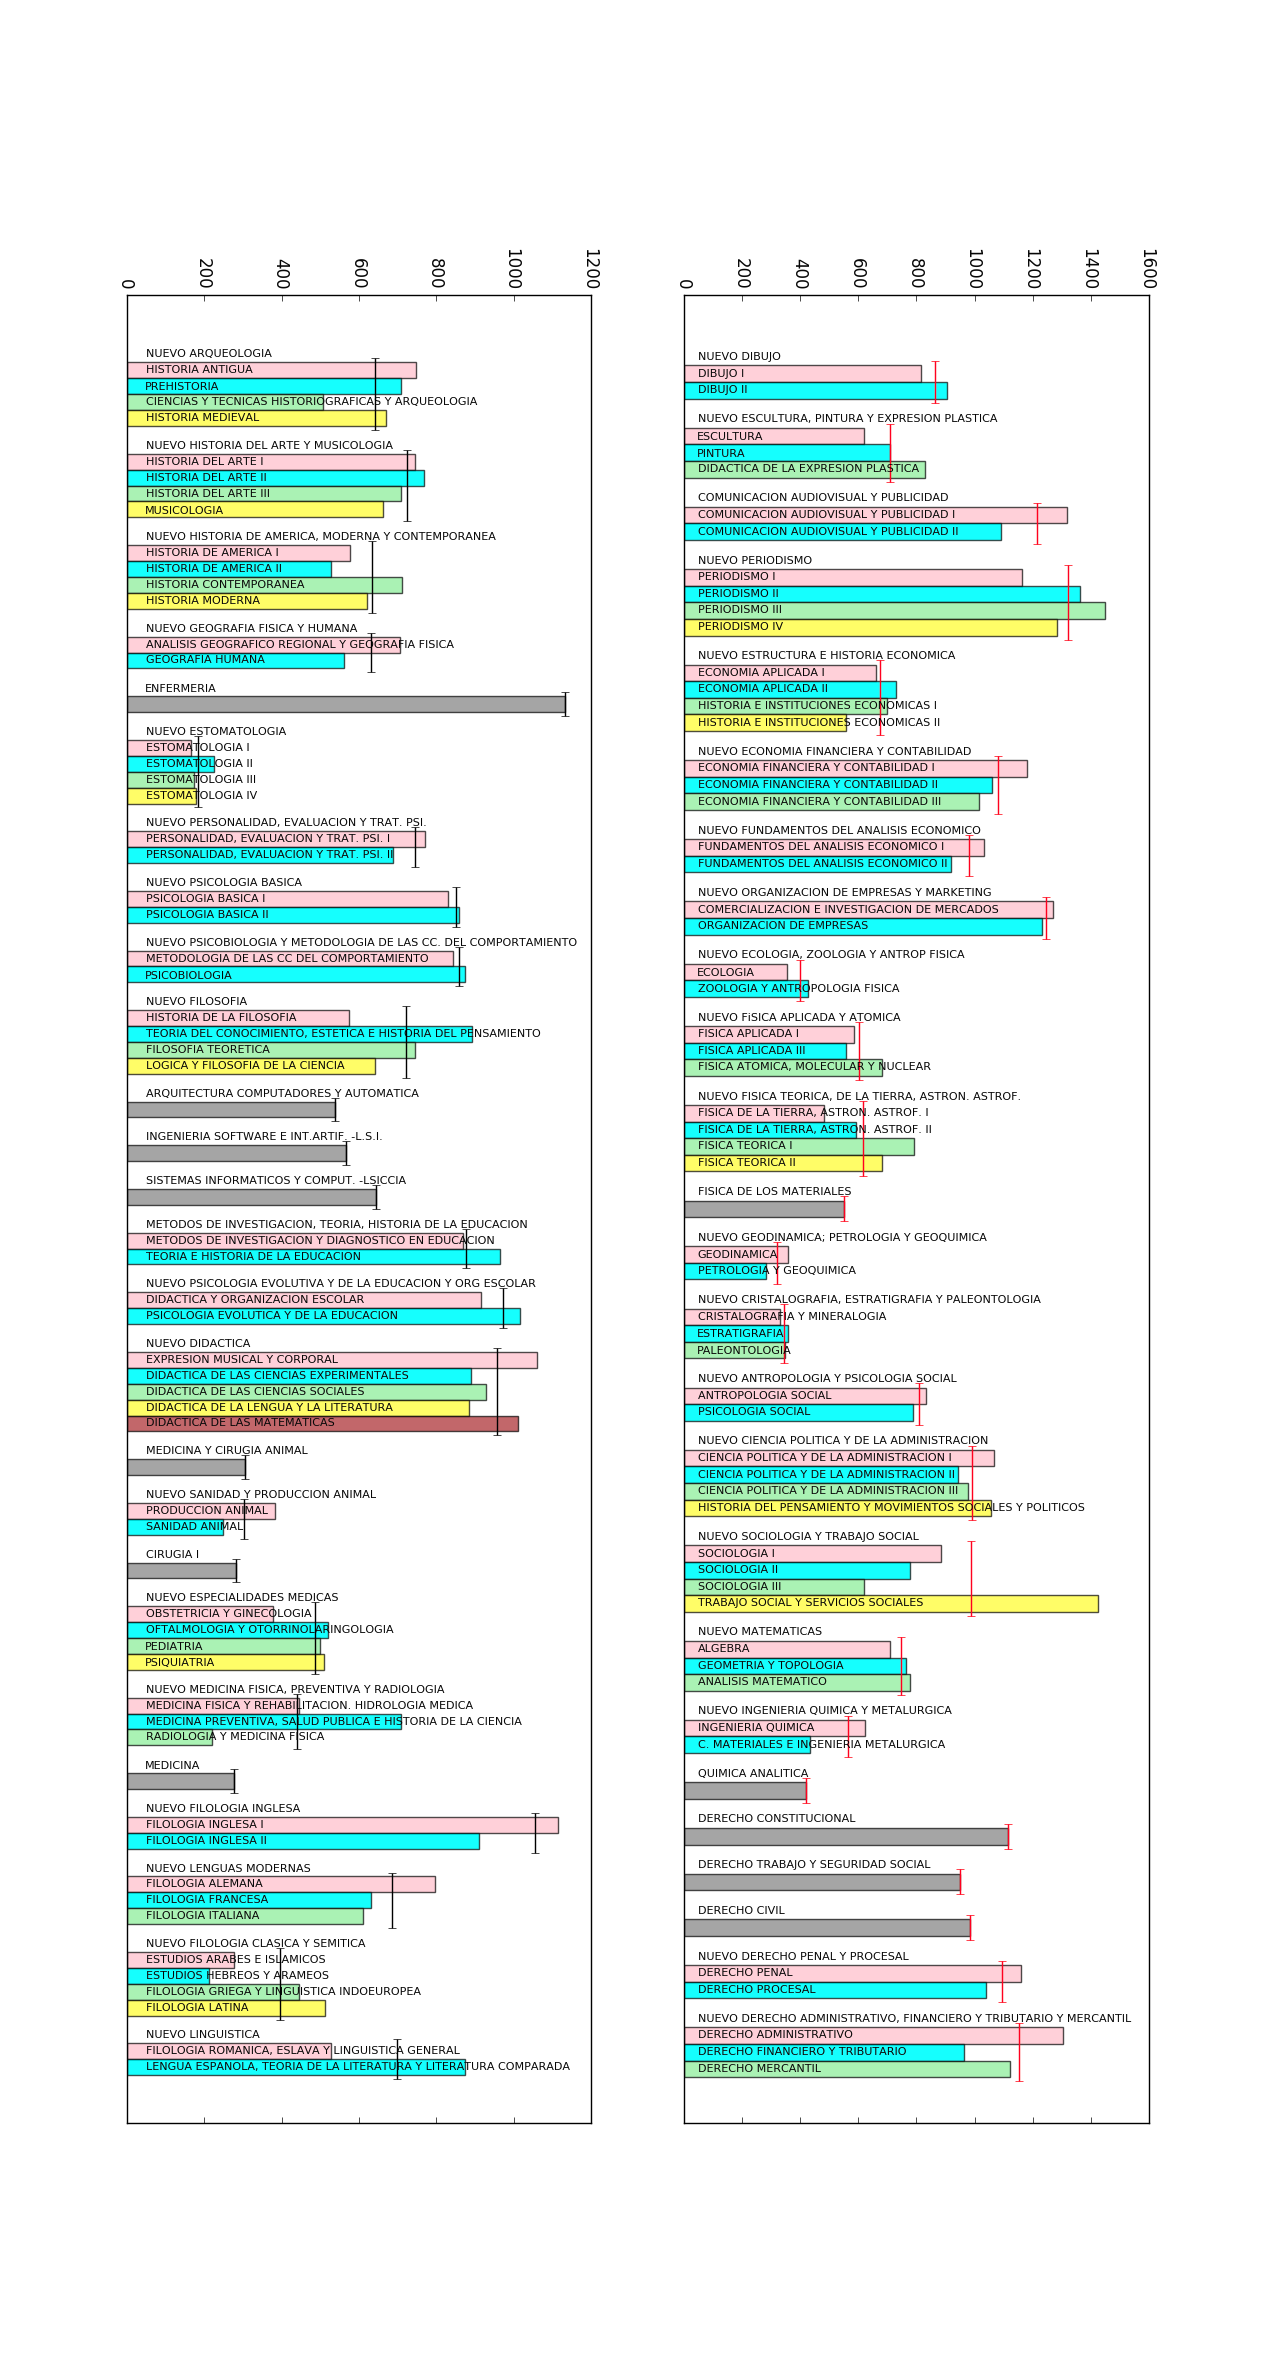 0
200
400
600
800
1000
1200
NUEVO ARQUEOLOGIA
HISTORIA ANTIGUA
PREHISTORIA
CIENCIAS Y TECNICAS HISTORIOGRAFICAS Y ARQUEOLOGIA
HISTORIA MEDIEVAL
NUEVO HISTORIA DEL ARTE Y MUSICOLOGIA
HISTORIA DEL ARTE I
HISTORIA DEL ARTE II
HISTORIA DEL ARTE III
MUSICOLOGIA
NUEVO HISTORIA DE AMERICA, MODERNA Y CONTEMPORANEA
HISTORIA DE AMERICA I
HISTORIA DE AMERICA II
HISTORIA CONTEMPORANEA
HISTORIA MODERNA
NUEVO GEOGRAFIA FISICA Y HUMANA
ANALISIS GEOGRAFICO REGIONAL Y GEOGRAFIA FISICA
GEOGRAFIA HUMANA
ENFERMERIA
NUEVO ESTOMATOLOGIA
ESTOMATOLOGIA I
ESTOMATOLOGIA II
ESTOMATOLOGIA III
ESTOMATOLOGIA IV
NUEVO PERSONALIDAD, EVALUACION Y TRAT. PSI.
PERSONALIDAD, EVALUACION Y TRAT. PSI. I
PERSONALIDAD, EVALUACION Y TRAT. PSI. II
NUEVO PSICOLOGIA BASICA
PSICOLOGIA BASICA I
PSICOLOGIA BASICA II
NUEVO PSICOBIOLOGIA Y METODOLOGIA DE LAS CC. DEL COMPORTAMIENTO
METODOLOGIA DE LAS CC DEL COMPORTAMIENTO
PSICOBIOLOGIA
NUEVO FILOSOFIA
HISTORIA DE LA FILOSOFIA
TEORIA DEL CONOCIMIENTO, ESTETICA E HISTORIA DEL PENSAMIENTO
FILOSOFIA TEORETICA
LOGICA Y FILOSOFIA DE LA CIENCIA
ARQUITECTURA COMPUTADORES Y AUTOMATICA
INGENIERIA SOFTWARE E INT.ARTIF. -L.S.I.
SISTEMAS INFORMATICOS Y COMPUT. -LSICCIA
METODOS DE INVESTIGACION, TEORIA, HISTORIA DE LA EDUCACION
METODOS DE INVESTIGACION Y DIAGNOSTICO EN EDUCACION
TEORIA E HISTORIA DE LA EDUCACION
NUEVO PSICOLOGIA EVOLUTIVA Y DE LA EDUCACION Y ORG ESCOLAR
DIDACTICA Y ORGANIZACION ESCOLAR
PSICOLOGIA EVOLUTICA Y DE LA EDUCACION
NUEVO DIDACTICA
EXPRESION MUSICAL Y CORPORAL
DIDACTICA DE LAS CIENCIAS EXPERIMENTALES
DIDACTICA DE LAS CIENCIAS SOCIALES
DIDACTICA DE LA LENGUA Y LA LITERATURA
DIDACTICA DE LAS MATEMATICAS
MEDICINA Y CIRUGIA ANIMAL
NUEVO SANIDAD Y PRODUCCION ANIMAL
PRODUCCION ANIMAL
SANIDAD ANIMAL
CIRUGIA I
NUEVO ESPECIALIDADES MEDICAS
OBSTETRICIA Y GINECOLOGIA
OFTALMOLOGIA Y OTORRINOLARINGOLOGIA
PEDIATRIA
PSIQUIATRIA
NUEVO MEDICINA FISICA, PREVENTIVA Y RADIOLOGIA
MEDICINA FISICA Y REHABILITACION. HIDROLOGIA MEDICA
MEDICINA PREVENTIVA, SALUD PUBLICA E HISTORIA DE LA CIENCIA
RADIOLOGIA Y MEDICINA FISICA
MEDICINA
NUEVO FILOLOGIA INGLESA
FILOLOGIA INGLESA I
FILOLOGIA INGLESA II
NUEVO LENGUAS MODERNAS
FILOLOGIA ALEMANA
FILOLOGIA FRANCESA
FILOLOGIA ITALIANA
NUEVO FILOLOGIA CLASICA Y SEMITICA
ESTUDIOS ARABES E ISLAMICOS
ESTUDIOS HEBREOS Y ARAMEOS
FILOLOGIA GRIEGA Y LINGUISTICA INDOEUROPEA
FILOLOGIA LATINA
NUEVO LINGUISTICA
FILOLOGIA ROMANICA, ESLAVA Y LINGUISTICA GENERAL
LENGUA ESPANOLA, TEORIA DE LA LITERATURA Y LITERATURA COMPARADA
0
200
400
600
800
1000
1200
1400
1600
NUEVO DIBUJO
DIBUJO I
DIBUJO II
NUEVO ESCULTURA, PINTURA Y EXPRESION PLASTICA
ESCULTURA
PINTURA
DIDACTICA DE LA EXPRESION PLASTICA
COMUNICACION AUDIOVISUAL Y PUBLICIDAD
COMUNICACION AUDIOVISUAL Y PUBLICIDAD I
COMUNICACION AUDIOVISUAL Y PUBLICIDAD II
NUEVO PERIODISMO
PERIODISMO I
PERIODISMO II
PERIODISMO III
PERIODISMO IV
NUEVO ESTRUCTURA E HISTORIA ECONOMICA
ECONOMIA APLICADA I
ECONOMIA APLICADA II
HISTORIA E INSTITUCIONES ECONOMICAS I
HISTORIA E INSTITUCIONES ECONOMICAS II
NUEVO ECONOMIA FINANCIERA Y CONTABILIDAD
ECONOMIA FINANCIERA Y CONTABILIDAD I
ECONOMIA FINANCIERA Y CONTABILIDAD II
ECONOMIA FINANCIERA Y CONTABILIDAD III
NUEVO FUNDAMENTOS DEL ANALISIS ECONOMICO
FUNDAMENTOS DEL ANALISIS ECONOMICO I
FUNDAMENTOS DEL ANALISIS ECONOMICO II
NUEVO ORGANIZACION DE EMPRESAS Y MARKETING
COMERCIALIZACION E INVESTIGACION DE MERCADOS
ORGANIZACION DE EMPRESAS
NUEVO ECOLOGIA, ZOOLOGIA Y ANTROP FISICA
ECOLOGIA
ZOOLOGIA Y ANTROPOLOGIA FISICA
NUEVO FiSICA APLICADA Y ATOMICA
FISICA APLICADA I
FISICA APLICADA III
FISICA ATOMICA, MOLECULAR Y NUCLEAR
NUEVO FISICA TEORICA, DE LA TIERRA, ASTRON. ASTROF.
FISICA DE LA TIERRA, ASTRON. ASTROF. I
FISICA DE LA TIERRA, ASTRON. ASTROF. II
FISICA TEORICA I
FISICA TEORICA II
FISICA DE LOS MATERIALES
NUEVO GEODINAMICA; PETROLOGIA Y GEOQUIMICA
GEODINAMICA
PETROLOGIA Y GEOQUIMICA
NUEVO CRISTALOGRAFIA, ESTRATIGRAFIA Y PALEONTOLOGIA
CRISTALOGRAFIA Y MINERALOGIA
ESTRATIGRAFIA
PALEONTOLOGIA
NUEVO ANTROPOLOGIA Y PSICOLOGIA SOCIAL
ANTROPOLOGIA SOCIAL
PSICOLOGIA SOCIAL
NUEVO CIENCIA POLITICA Y DE LA ADMINISTRACION
CIENCIA POLITICA Y DE LA ADMINISTRACION I
CIENCIA POLITICA Y DE LA ADMINISTRACION II
CIENCIA POLITICA Y DE LA ADMINISTRACION III
HISTORIA DEL PENSAMIENTO Y MOVIMIENTOS SOCIALES Y POLITICOS
NUEVO SOCIOLOGIA Y TRABAJO SOCIAL
SOCIOLOGIA I
SOCIOLOGIA II
SOCIOLOGIA III
TRABAJO SOCIAL Y SERVICIOS SOCIALES
NUEVO MATEMATICAS
ALGEBRA
GEOMETRIA Y TOPOLOGIA
ANALISIS MATEMATICO
NUEVO INGENIERIA QUIMICA Y METALURGICA
INGENIERIA QUIMICA
C. MATERIALES E INGENIERIA METALURGICA
QUIMICA ANALITICA
DERECHO CONSTITUCIONAL
DERECHO TRABAJO Y SEGURIDAD SOCIAL
DERECHO CIVIL
NUEVO DERECHO PENAL Y PROCESAL
DERECHO PENAL
DERECHO PROCESAL
NUEVO DERECHO ADMINISTRATIVO, FINANCIERO Y TRIBUTARIO Y MERCANTIL
DERECHO ADMINISTRATIVO
DERECHO FINANCIERO Y TRIBUTARIO
DERECHO MERCANTIL